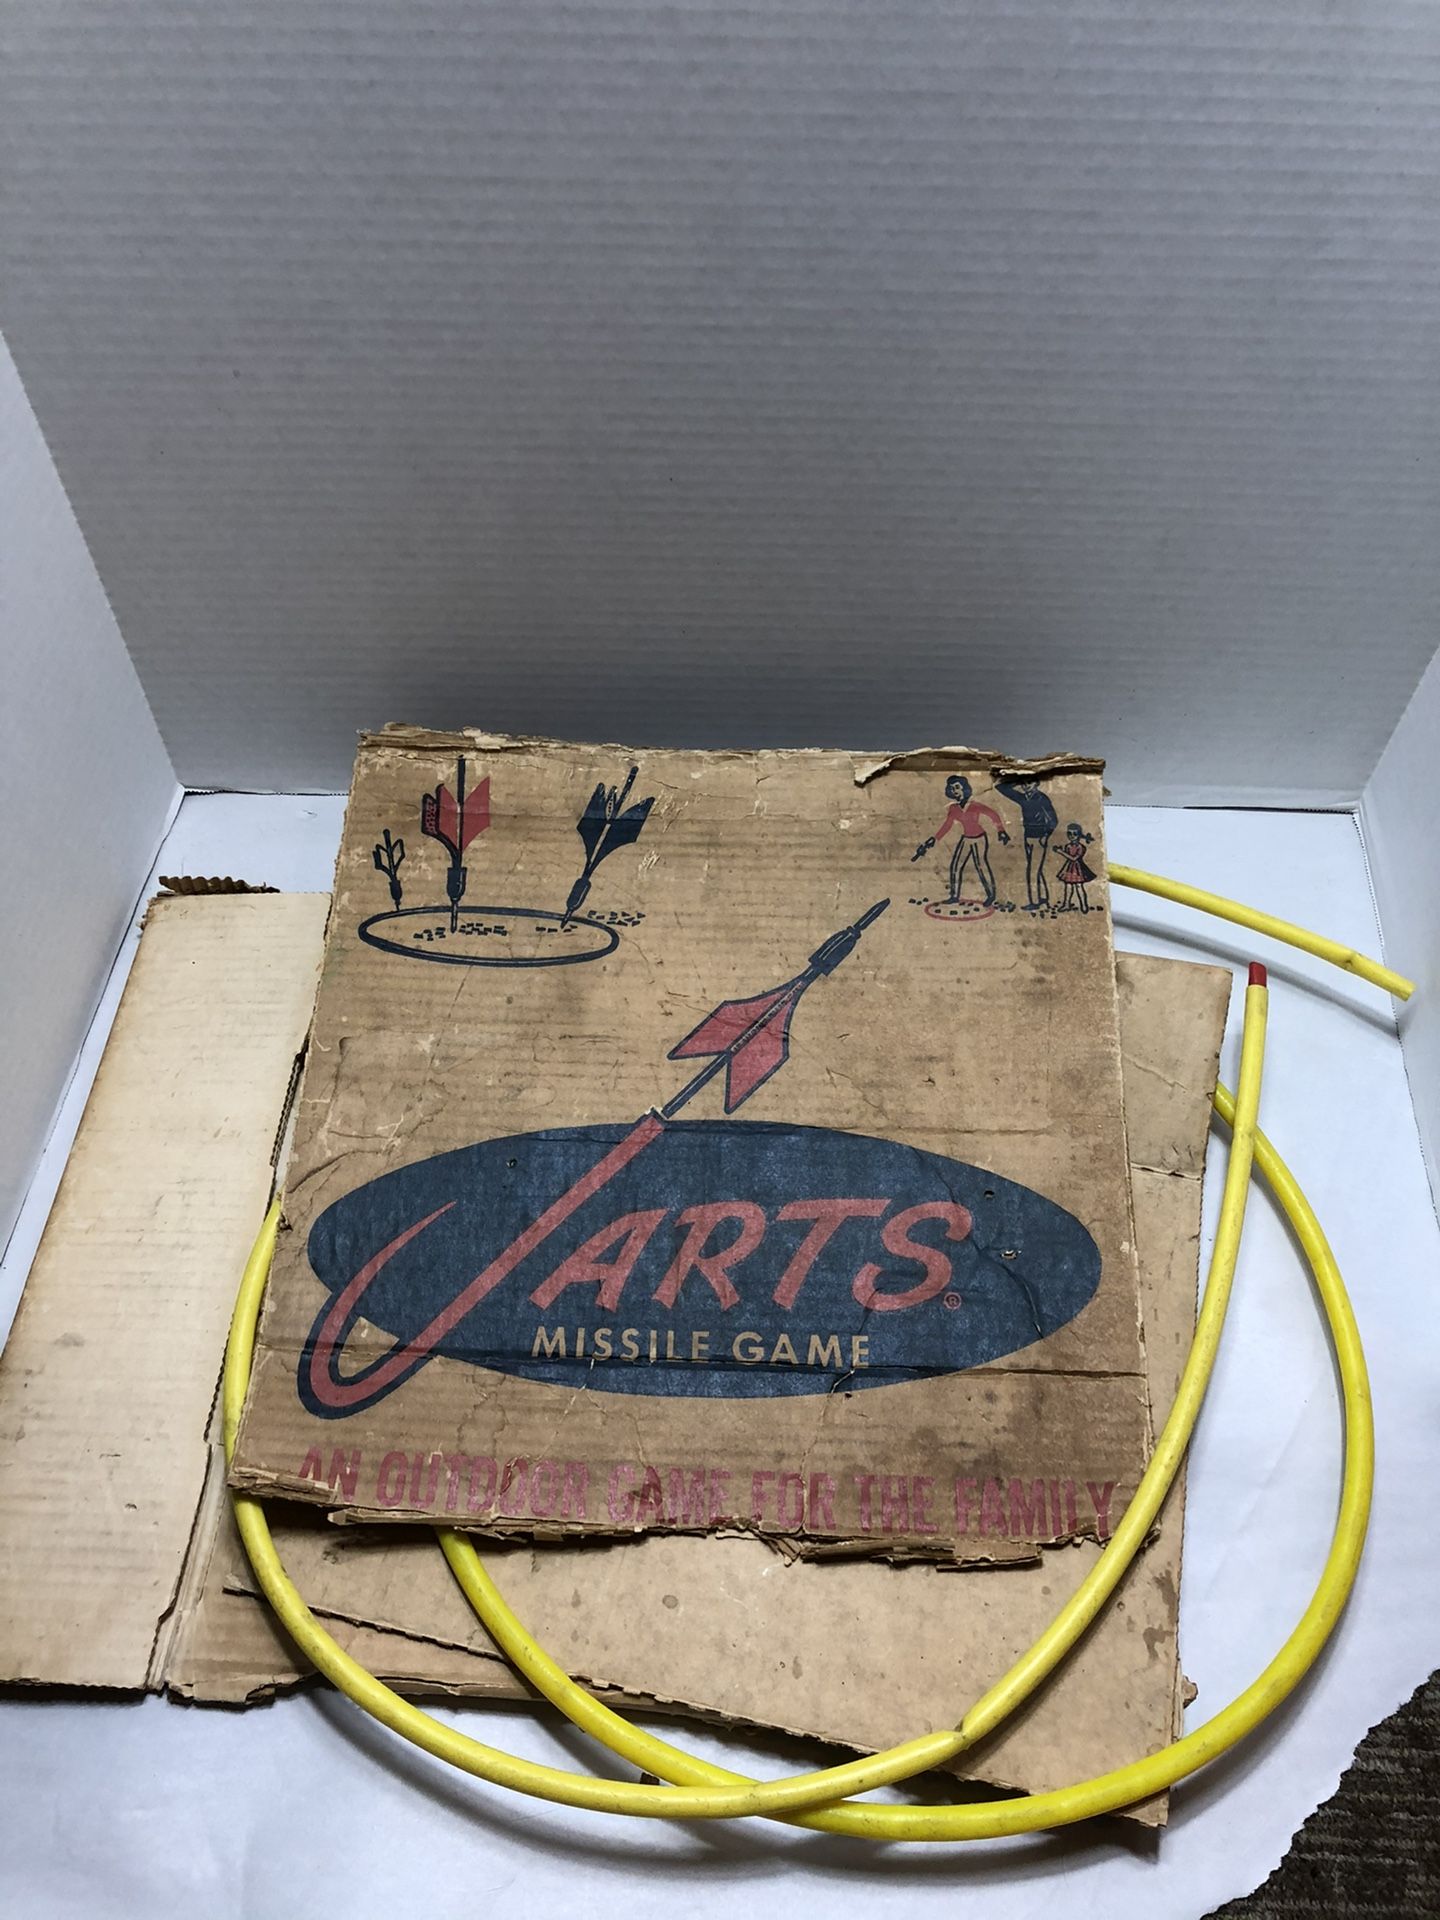 JARTS®
MISSILE GAME
AN OUTDOOR GAME FOR THE FAMILY